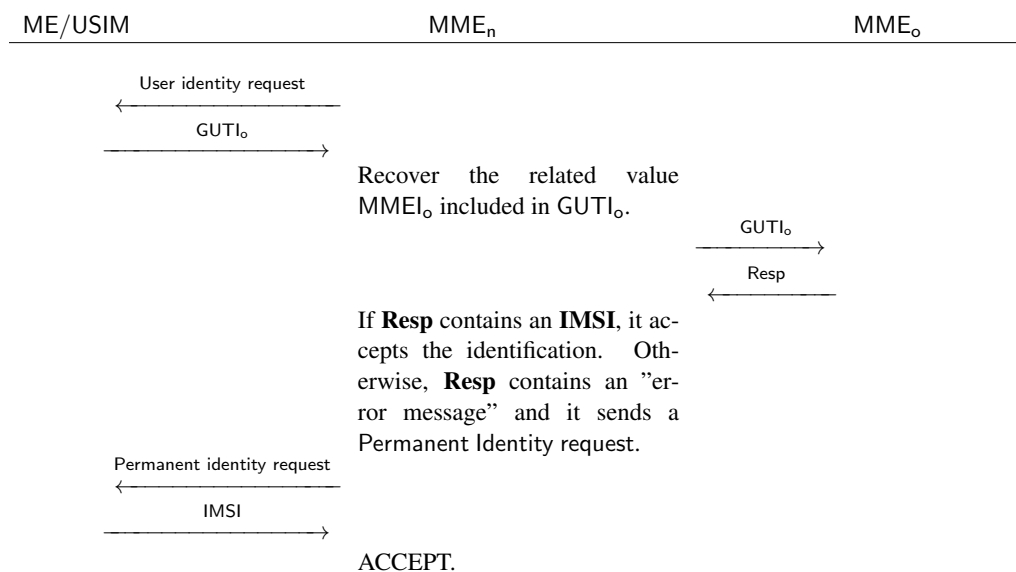 ME/USIM MMEn MMEo
User identity request
GUTIo
Recover the related value
MMEIo included in GUTIo.
GUTIo
Resp
If Resp contains an IMSI, it ac-
cepts the identification. Oth-
erwise, Resp contains an ”er-
ror message” and it sends a
Permanent Identity request.
Permanent identity request
IMSI
ACCEPT.